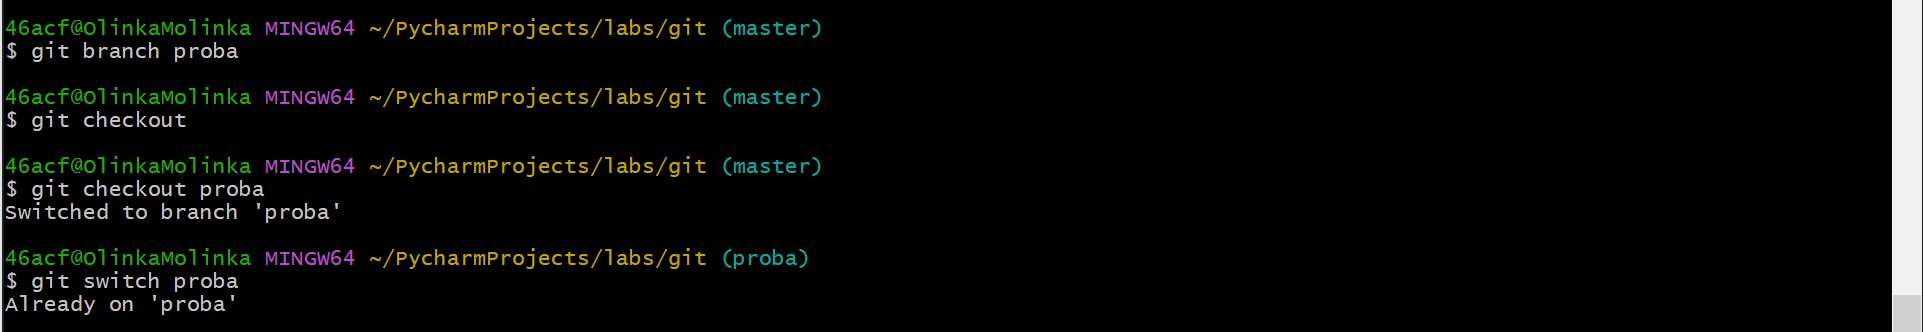 46acf@OlinkaMolinka MINGW64 ~/PycharmProjects/labs/git (master)
$ git branch proba
46acf@OlinkaMolinka MINGW64 ~/PycharmProjects/labs/git (master)
$ git checkout
46acf@OlinkaMolinka MINGW64 ~/PycharmProjects/labs/git (master)
$ git checkout proba
Switched to branch 'proba'
46acf@OlinkaMolinka MINGW64 ~/PycharmProjects/labs/git (proba)
$ git switch proba
Already on 'proba'